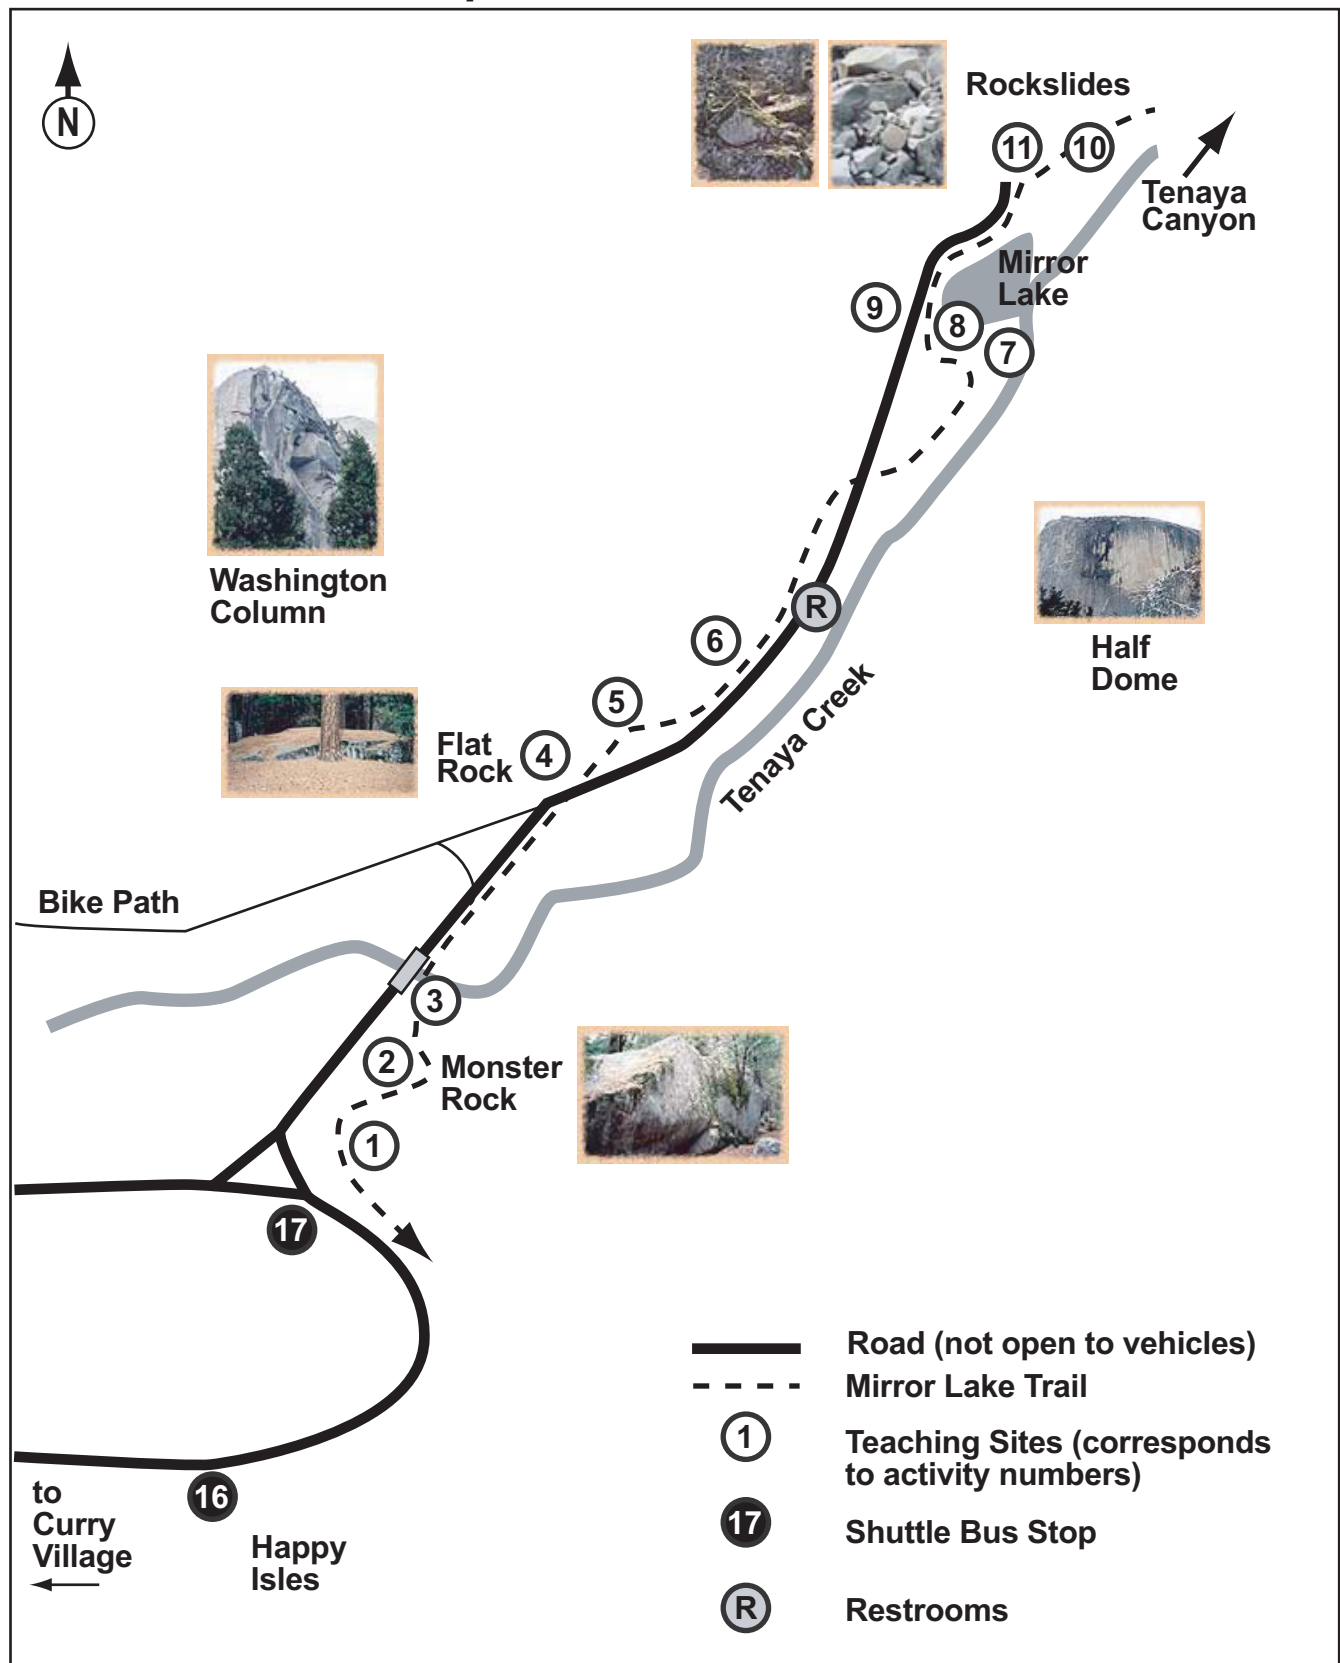 N
Rockslides
11
10
Tenaya
Canyon
Mirror
Lake
9
8
7
Washington
Column
Half
Dome
R
6
5
Flat
Rock
4
Tenaya Creek
Bike Path
3
2
Monster
Rock
1
17
Road (not open to vehicles)
Mirror Lake Trail
1
Teaching Sites (corresponds
to activity numbers)
17
Shuttle Bus Stop
R
Restrooms
16
to
Curry
Village
Happy
Isles